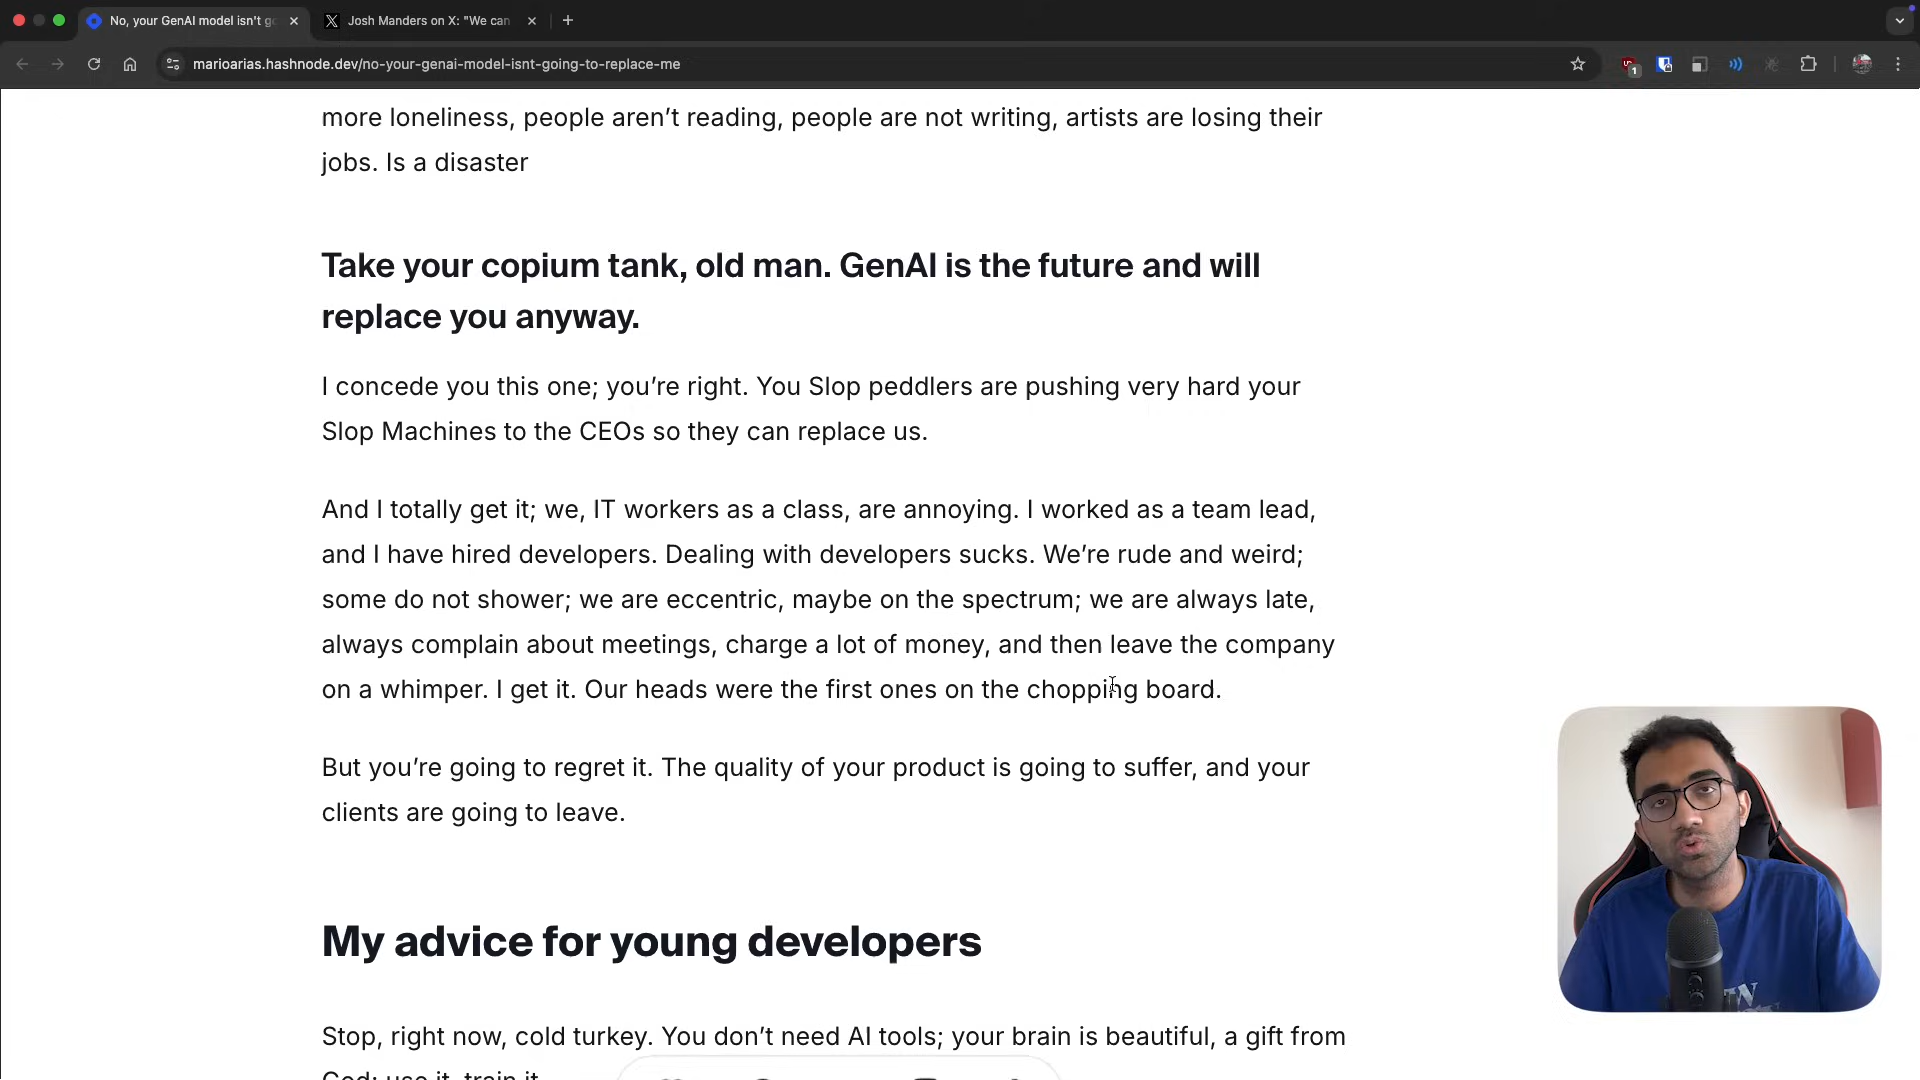 No, your GenAI model isn't go
Josh Manders on X: "We can
marioarias.hashnode.dev/no-your-genai-model-isnt-going-to-replace-me
1
more loneliness, people aren’t reading, people are not writing, artists are losing their
jobs. Is a disaster
Take your copium tank, old man. GenAI is the future and will
replace you anyway.
I concede you this one; you’re right. You Slop peddlers are pushing very hard your
Slop Machines to the CEOs so they can replace us.
And I totally get it; we, IT workers as a class, are annoying. I worked as a team lead,
and I have hired developers. Dealing with developers sucks. We’re rude and weird;
some do not shower; we are eccentric, maybe on the spectrum; we are always late,
always complain about meetings, charge a lot of money, and then leave the company
on a whimper. I get it. Our heads were the first ones on the chopping board.
But you’re going to regret it. The quality of your product is going to suffer, and your
clients are going to leave.
My advice for young developers
Stop, right now, cold turkey. You don’t need AI tools; your brain is beautiful, a gift from
God; use it, train it